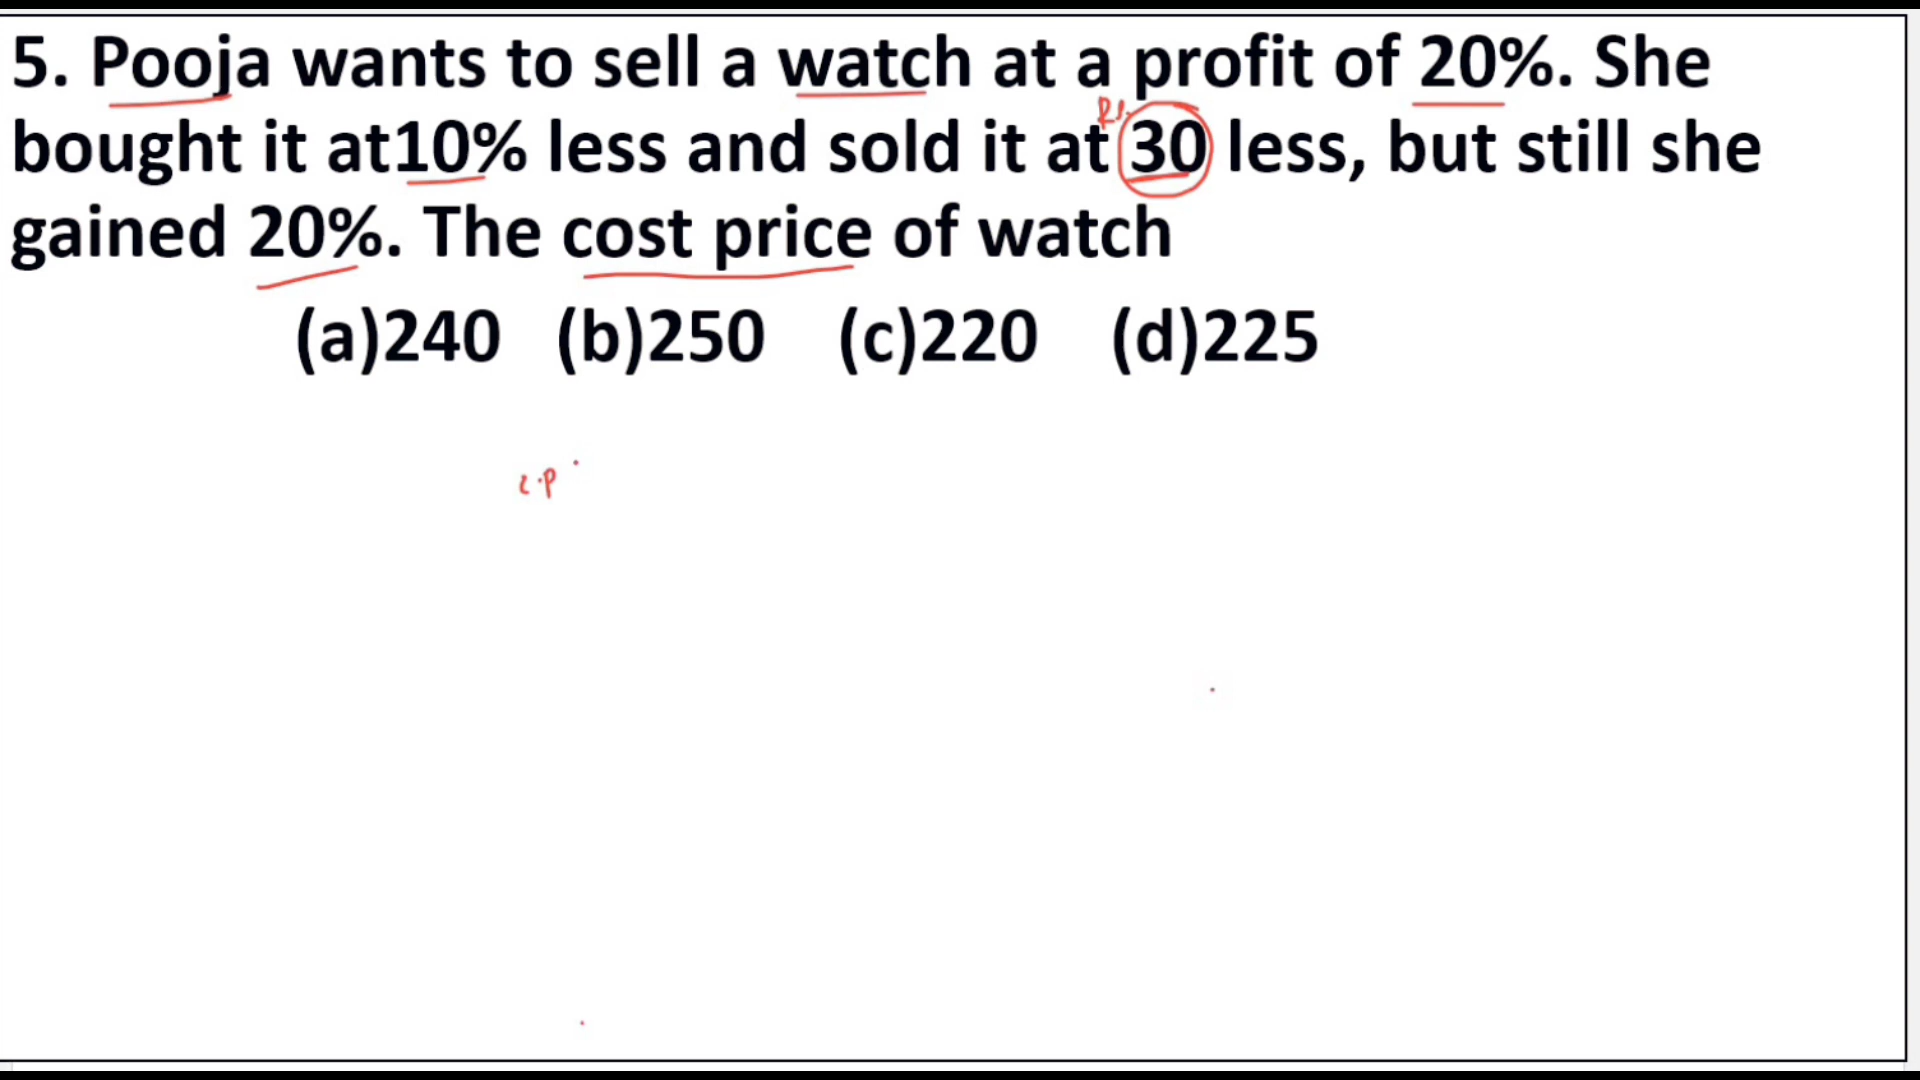 5. Pooja wants to sell a watch at a profit of 20%. She
Rs.
bought it at10% less and sold it at 30 less, but still she
gained 20%. The cost price of watch
(a)240 (b)250 (c)220 (d)225
C.P